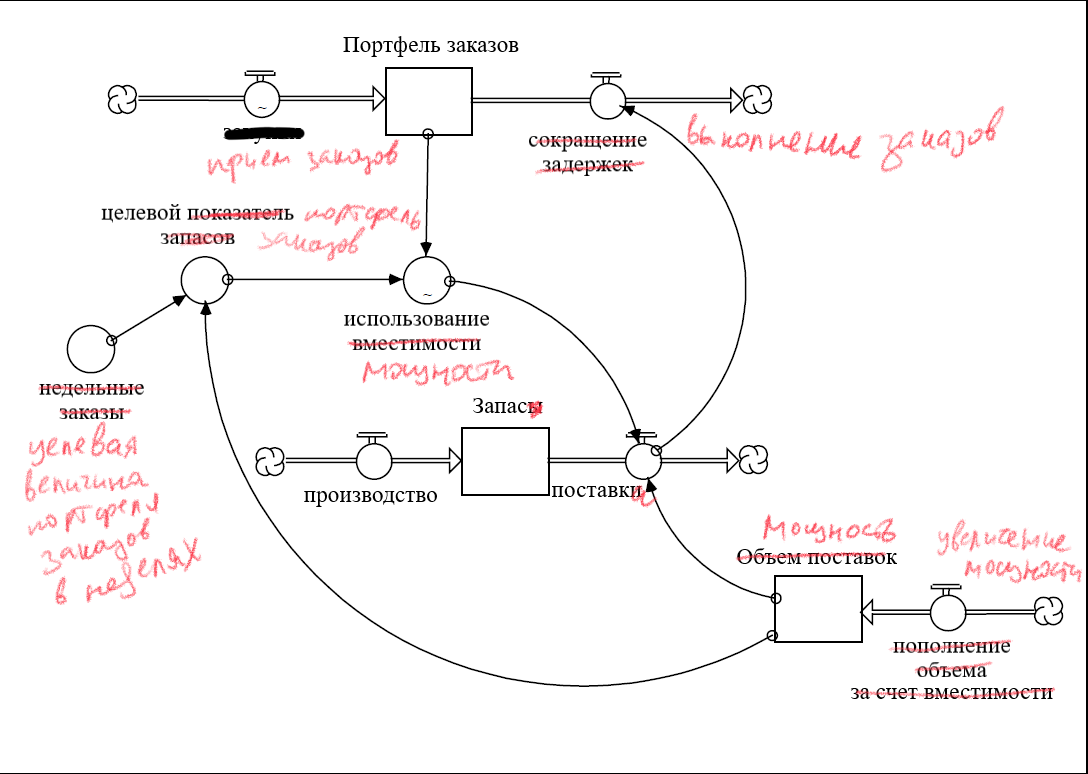 Портфель заказов
прием заказов
сокращение
задержек
выполнение заказов
целевой показатель
запасов
портфель
заказов
использование
вместимости
мощности
недельные
заказы
целевая
величина
портфеля
заказов
в неделях
Запасы
производство
поставки
Мощность
Объем поставок
увеличение
мощности
пополнение
объема
за счет вместимости